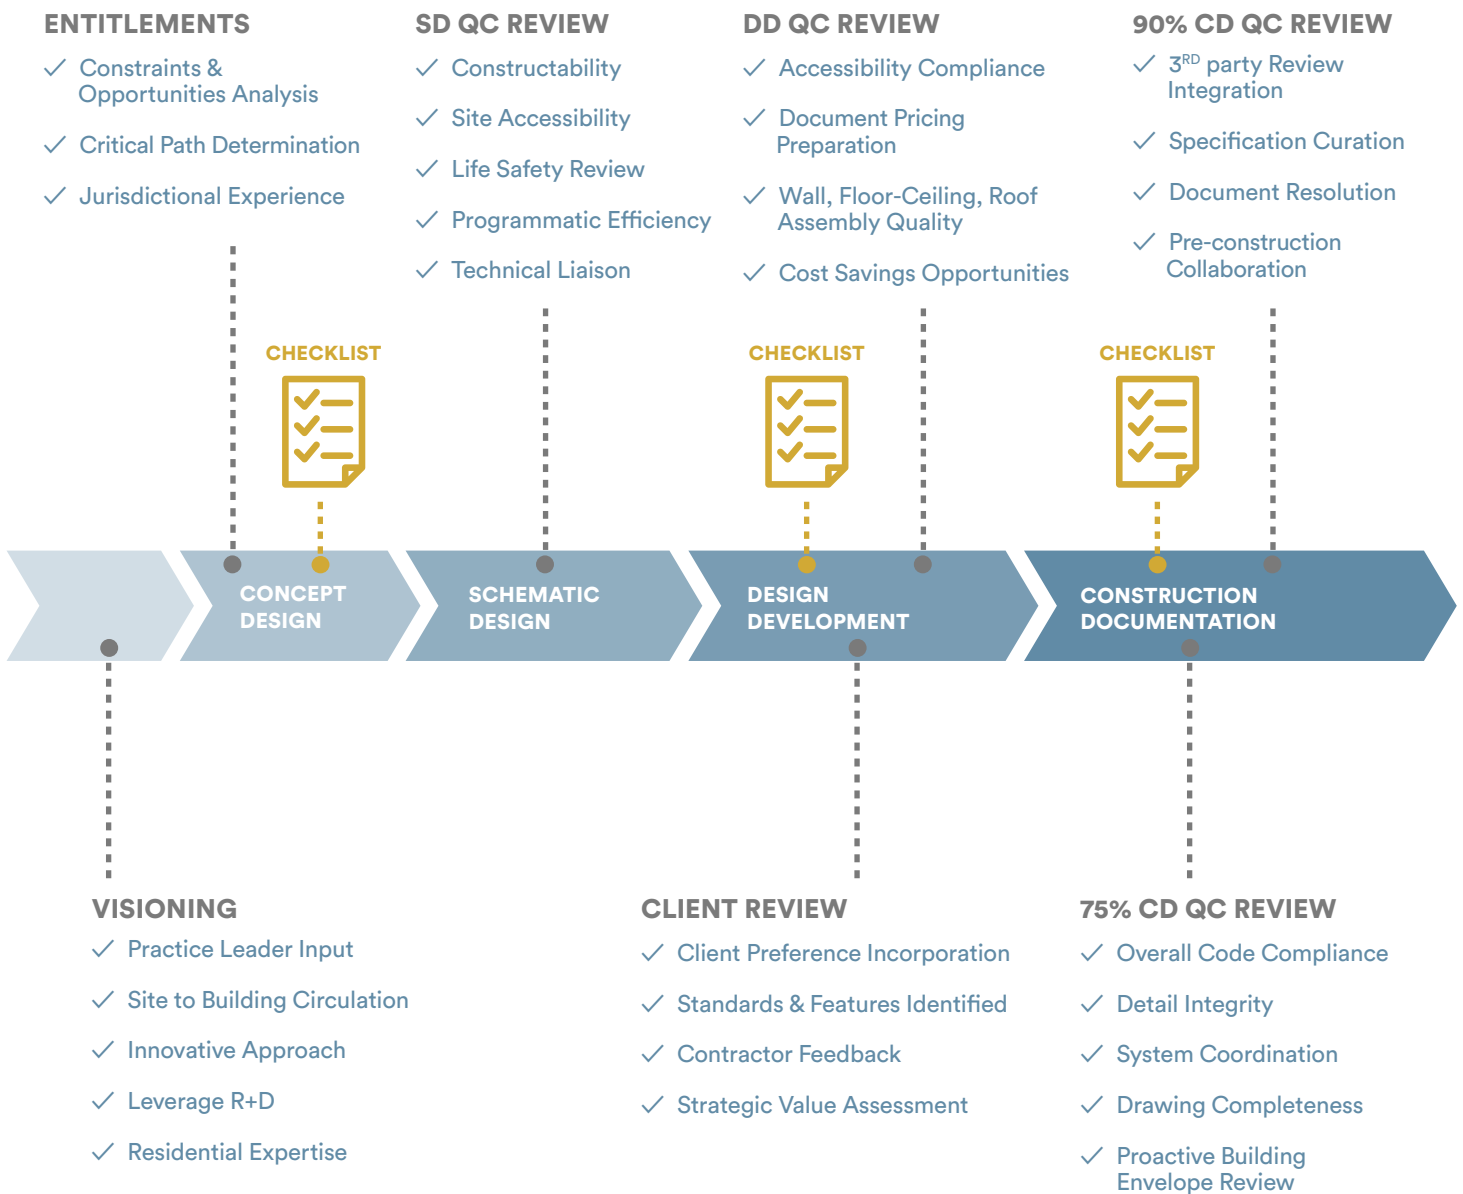 ENTITLEMENTS
Constraints &
Opportunities Analysis
Critical Path Determination
Jurisdictional Experience
SD QC REVIEW
Constructability
Site Accessibility
Life Safety Review
Programmatic Efficiency
Technical Liaison
DD QC REVIEW
Accessibility Compliance
Document Pricing
Preparation
Wall, Floor-Ceiling, Roof
Assembly Quality
Cost Savings Opportunities
90% CD QC REVIEW
3RD party Review
Integration
Specification Curation
Document Resolution
Pre-construction
Collaboration
CHECKLIST
CHECKLIST
CHECKLIST
CONCEPT
DESIGN
SCHEMATIC
DESIGN
DESIGN
DEVELOPMENT
CONSTRUCTION
DOCUMENTATION
VISIONING
Practice Leader Input
Site to Building Circulation
Innovative Approach
Leverage R+D
Residential Expertise
CLIENT REVIEW
Client Preference Incorporation
Standards & Features Identified
Contractor Feedback
Strategic Value Assessment
75% CD QC REVIEW
Overall Code Compliance
Detail Integrity
System Coordination
Drawing Completeness
Proactive Building
Envelope Review